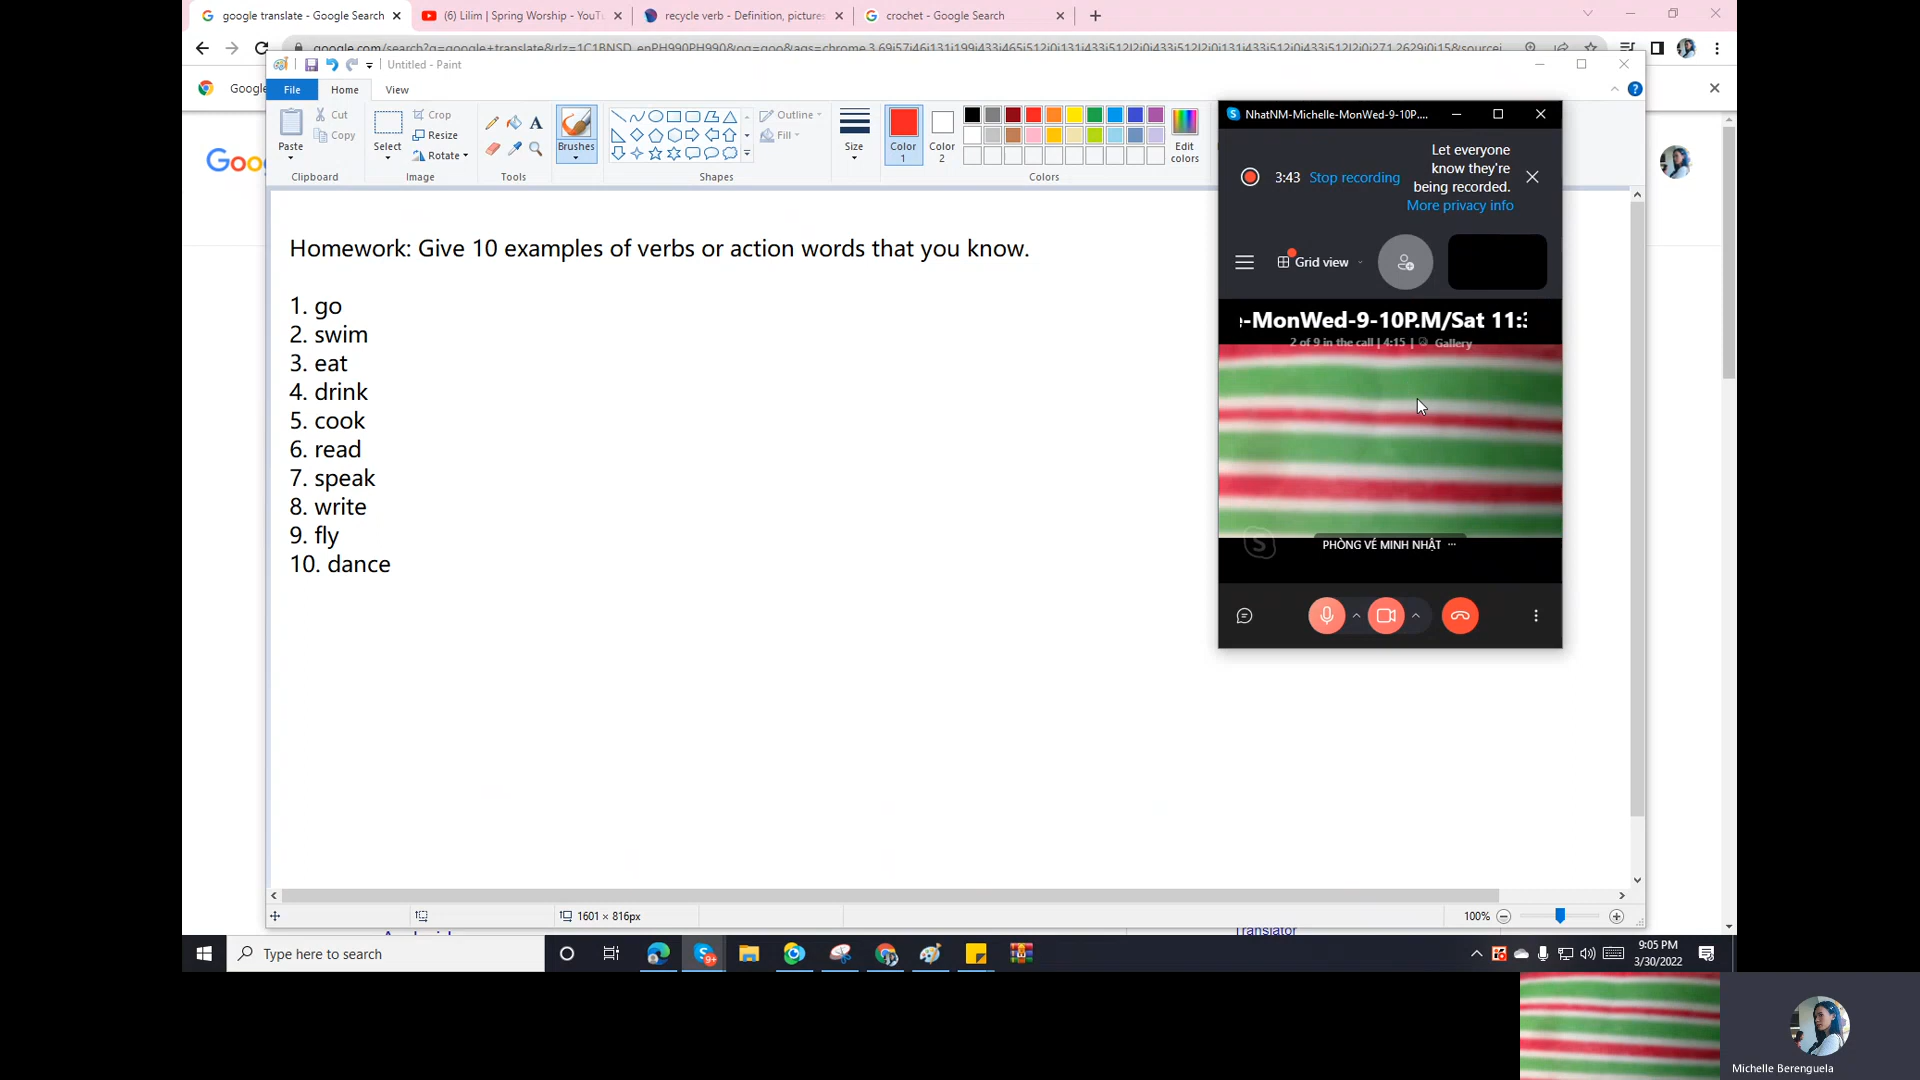 google translate - Google Search
(6) Lilim | Spring Worship - YouT
recycle verb - Definition, pictures
crochet - Google Search
Untitled - Paint
File
Home
View
Paste
Cut
Copy
Clipboard
Select
Crop
Resize
Rotate
Image
Tools
Brushes
Shapes
Outline
Fill
Size
Color 1
Color 2
Edit colors
Colors
Goog
Homework: Give 10 examples of verbs or action words that you know.
1. go
2. swim
3. eat
4. drink
5. cook
6. read
7. speak
8. write
9. fly
10. dance
NhatNM-Michelle-MonWed-9-10P....
3:43 Stop recording
Let everyone
know they're
being recorded.
More privacy info
Grid view
-MonWed-9-10P.M/Sat 11:
2 of 9 in the call | 4:15 | Gallery
PHÒNG VÉ MINH NHẬT
1601 × 816px
100%
Translator
Type here to search
9+
9:05 PM
3/30/2022
Michelle Berenguela